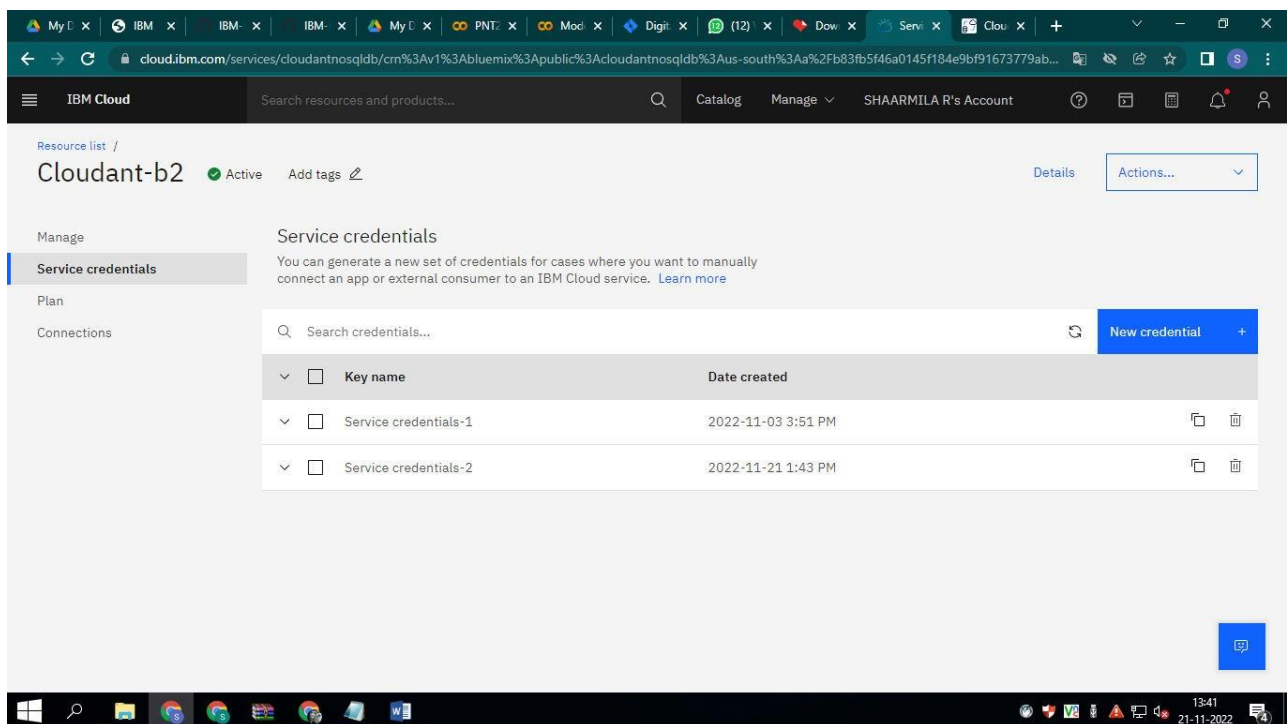 My D IBM IBM- IBM- My D PNT2 Mod Digit (12) Dow Servi Clou
cloud.ibm.com/services/cloudantnosqldb/crn%3Av1%3Abluemix%3Apublic%3Acloudantnosqldb%3Aus-south%3Aa%2Fb83fb5f46a0145f184e9bf91673779ab... S
IBM Cloud Search resources and products... Catalog Manage SHAARMILA R's Account
Resource list /
Cloudant-b2 Active Add tags Details Actions...
Manage
Service credentials
Plan
Connections
Service credentials
You can generate a new set of credentials for cases where you want to manually
connect an app or external consumer to an IBM Cloud service. Learn more
Search credentials... New credential +
Key name Date created
Service credentials-1 2022-11-03 3:51 PM
Service credentials-2 2022-11-21 1:43 PM
13:41
21-11-2022